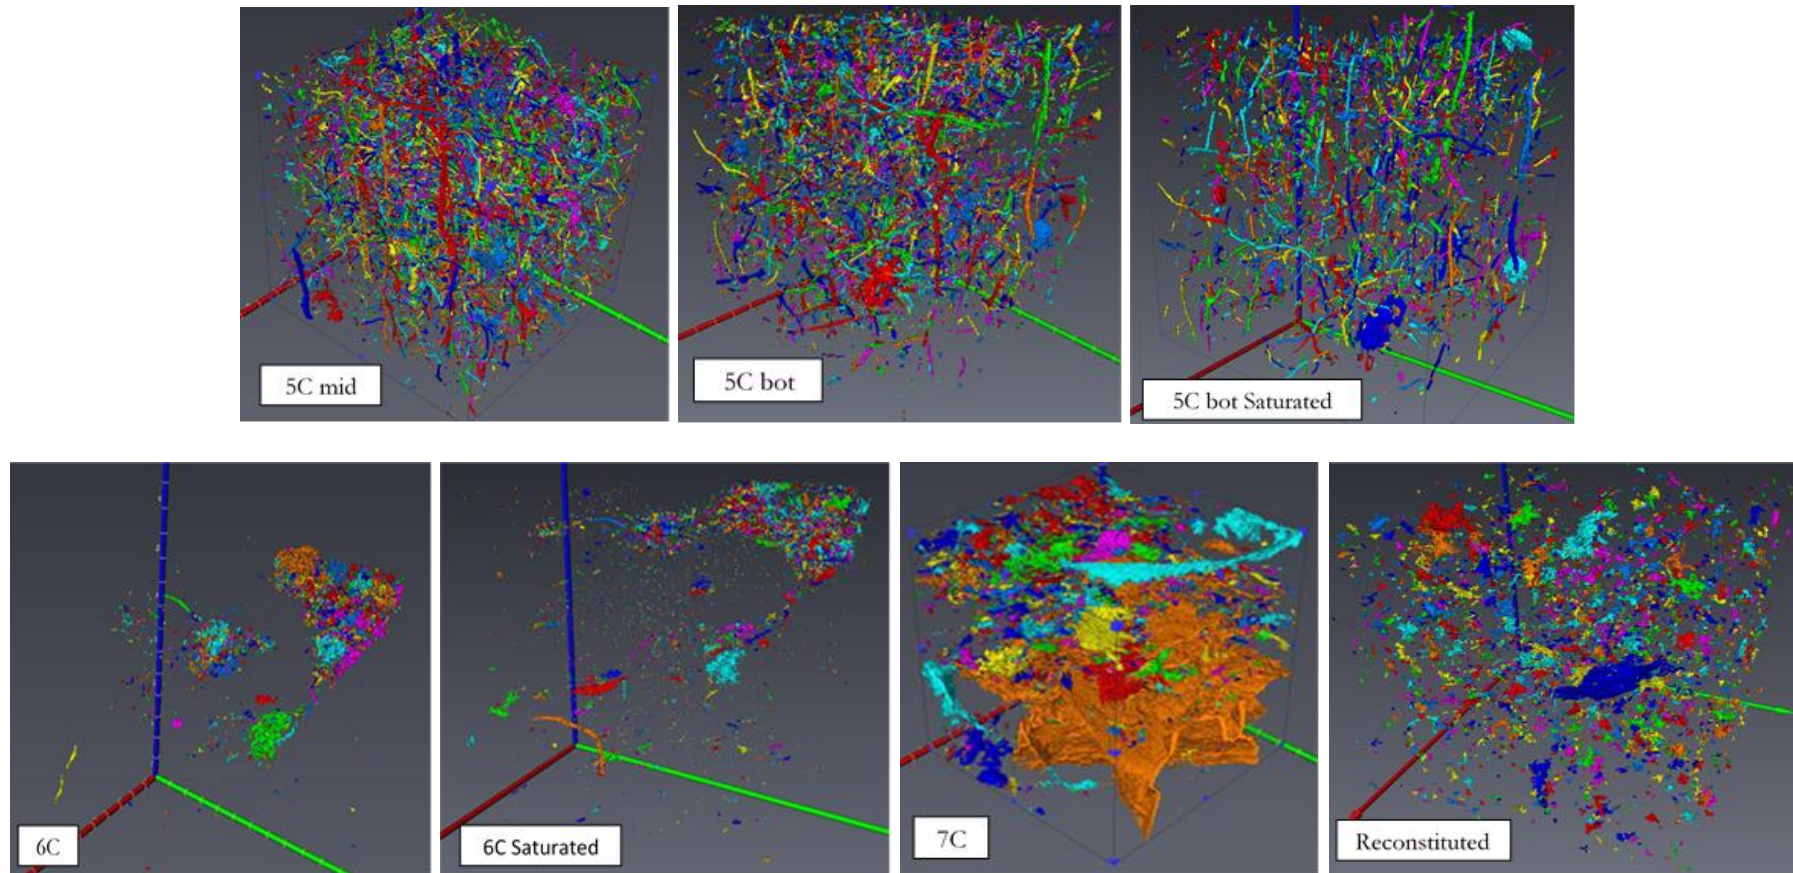 5C mid
5C bot
5C bot Saturated
6C
6C Saturated
7C
Reconstituted